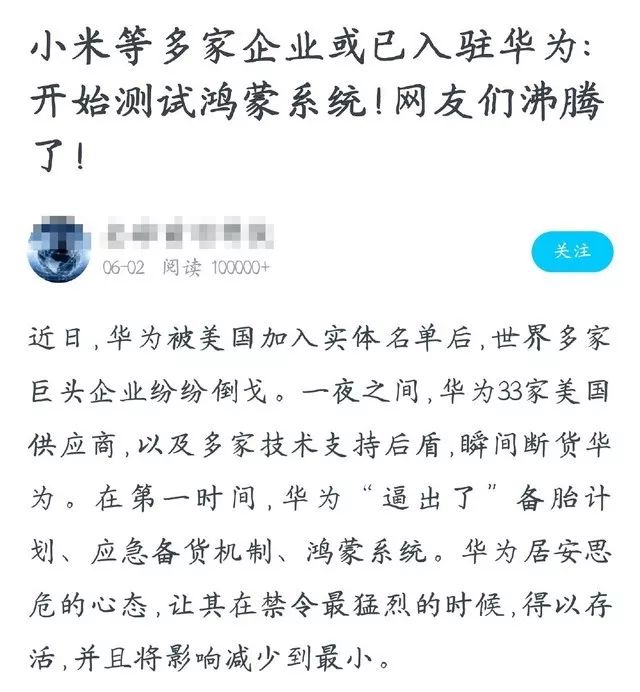 小米等多家企业或已入驻华为:
开始测试鸿蒙系统!网友们沸腾
了!
06-02 阅读 100000+
关注
近日,华为被美国加入实体名单后,世界多家
巨头企业纷纷倒戈。一夜之间,华为33家美国
供应商,以及多家技术支持后盾,瞬间断货华
为。在第一时间,华为“逼出了”备胎计
划、应急备货机制、鸿蒙系统。华为居安思
危的心态,让其在禁令最猛烈的时候,得以存
活,并且将影响减少到最小。